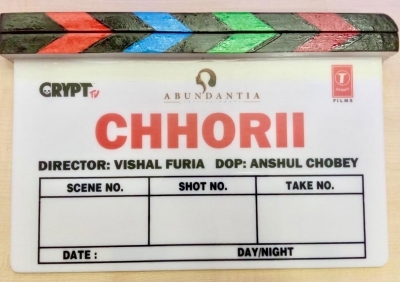 CRYPT TV
ABUNDANTIA
T
FILMS
CHHORII
DIRECTOR: VISHAL FURIA DOP: ANSHUL CHOBEY
SCENE NO. SHOT NO. TAKE NO.
DATE : DAY/NIGHT